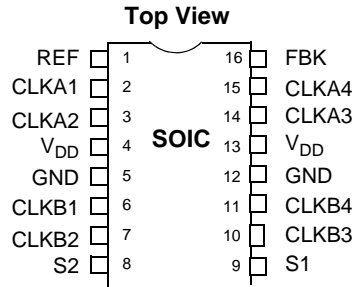 Top View
REF 1 16 FBK
CLKA1 2 15 CLKA4
CLKA2 3 14 CLKA3
VDD 4 SOIC 13 VDD
GND 5 12 GND
CLKB1 6 11 CLKB4
CLKB2 7 10 CLKB3
S2 8 9 S1